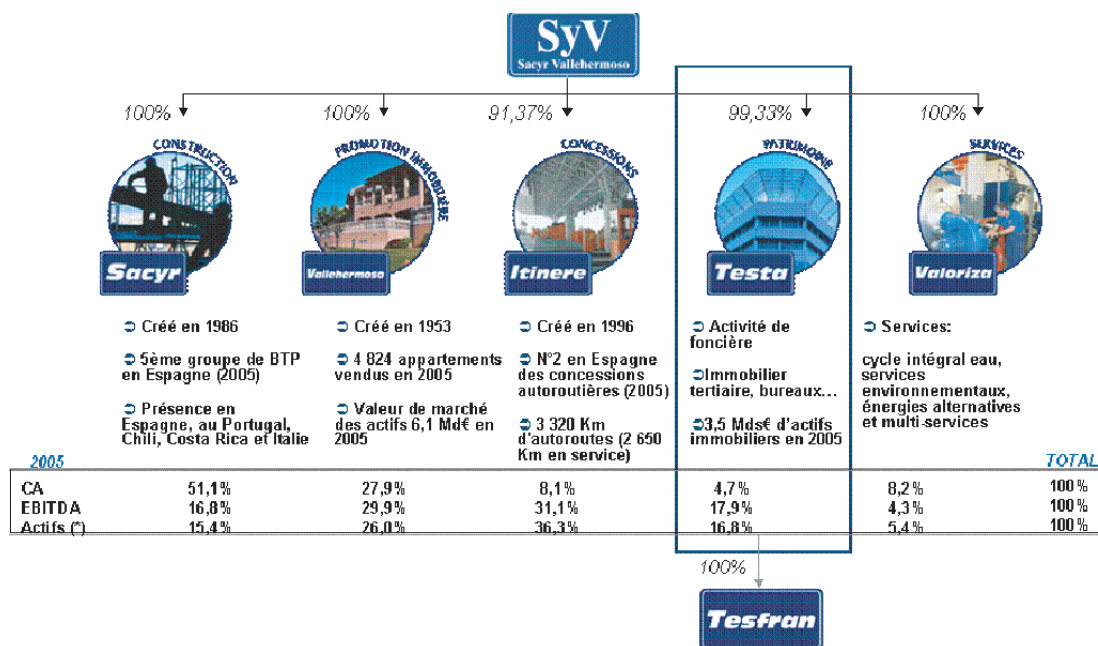 SyV
Sacyr Vallehermoso
100%
100%
91,37%
99,33%
100%
CONSTRUCTION
PROMOTION IMMOBILIÈRE
CONCESSIONS
PATRIMOINE
SERVICES
Sacyr
Vallehermoso
Itinere
Testa
Valoriza
Créé en 1986
5ème groupe de BTP
en Espagne (2005)
Présence en
Espagne, au Portugal,
Chili, Costa Rica et Italie
Créé en 1953
4 824 appartements
vendus en 2005
Valeur de marché
des actifs 6,1 Md€ en
2005
Créé en 1996
N°2 en Espagne
des concessions
autoroutières (2005)
3 320 Km
d'autoroutes (2 650
Km en service)
Activité de
foncière
Immobilier
tertiaire, bureaux…
3,5 Mds€ d'actifs
immobiliers en 2005
Services:
cycle intégral eau,
services
environnementaux,
énergies alternatives
et multi-services
2005 TOTAL
CA 51,1% 27,9% 8,1% 4,7% 8,2% 100%
EBITDA 16,8% 29,9% 31,1% 17,9% 4,3% 100%
Actifs (*) 15,4% 26,0% 36,3% 16,8% 5,4% 100%
100%
Tesfran